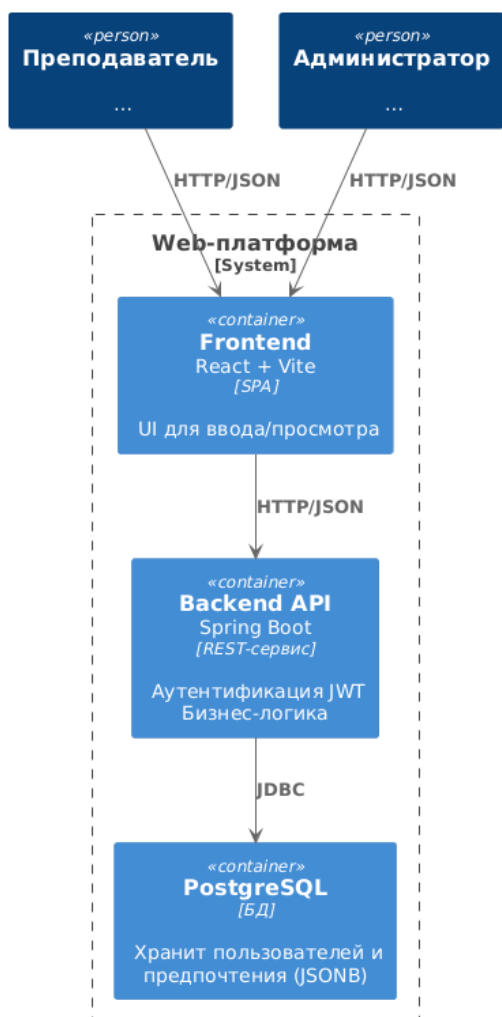 «person»
Преподаватель
...
«person»
Администратор
...
HTTP/JSON
HTTP/JSON
Web-платформа
[System]
«container»
Frontend
React + Vite
[SPA]
UI для ввода/просмотра
HTTP/JSON
«container»
Backend API
Spring Boot
[REST-сервис]
Аутентификация JWT
Бизнес-логика
JDBC
«container»
PostgreSQL
[БД]
Хранит пользователей и
предпочтения (JSONB)